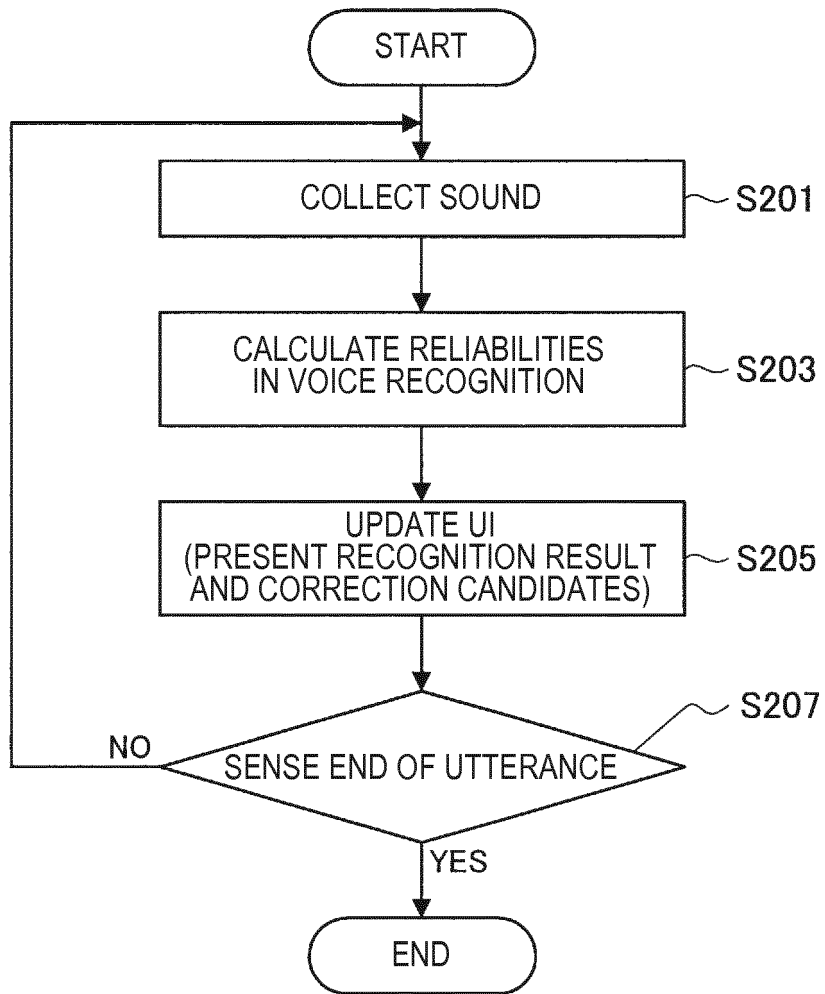 START
COLLECT SOUND
S201
CALCULATE RELIABILITIES
IN VOICE RECOGNITION
S203
UPDATE UI
(PRESENT RECOGNITION RESULT
AND CORRECTION CANDIDATES)
S205
S207
NO
SENSE END OF UTTERANCE
YES
END